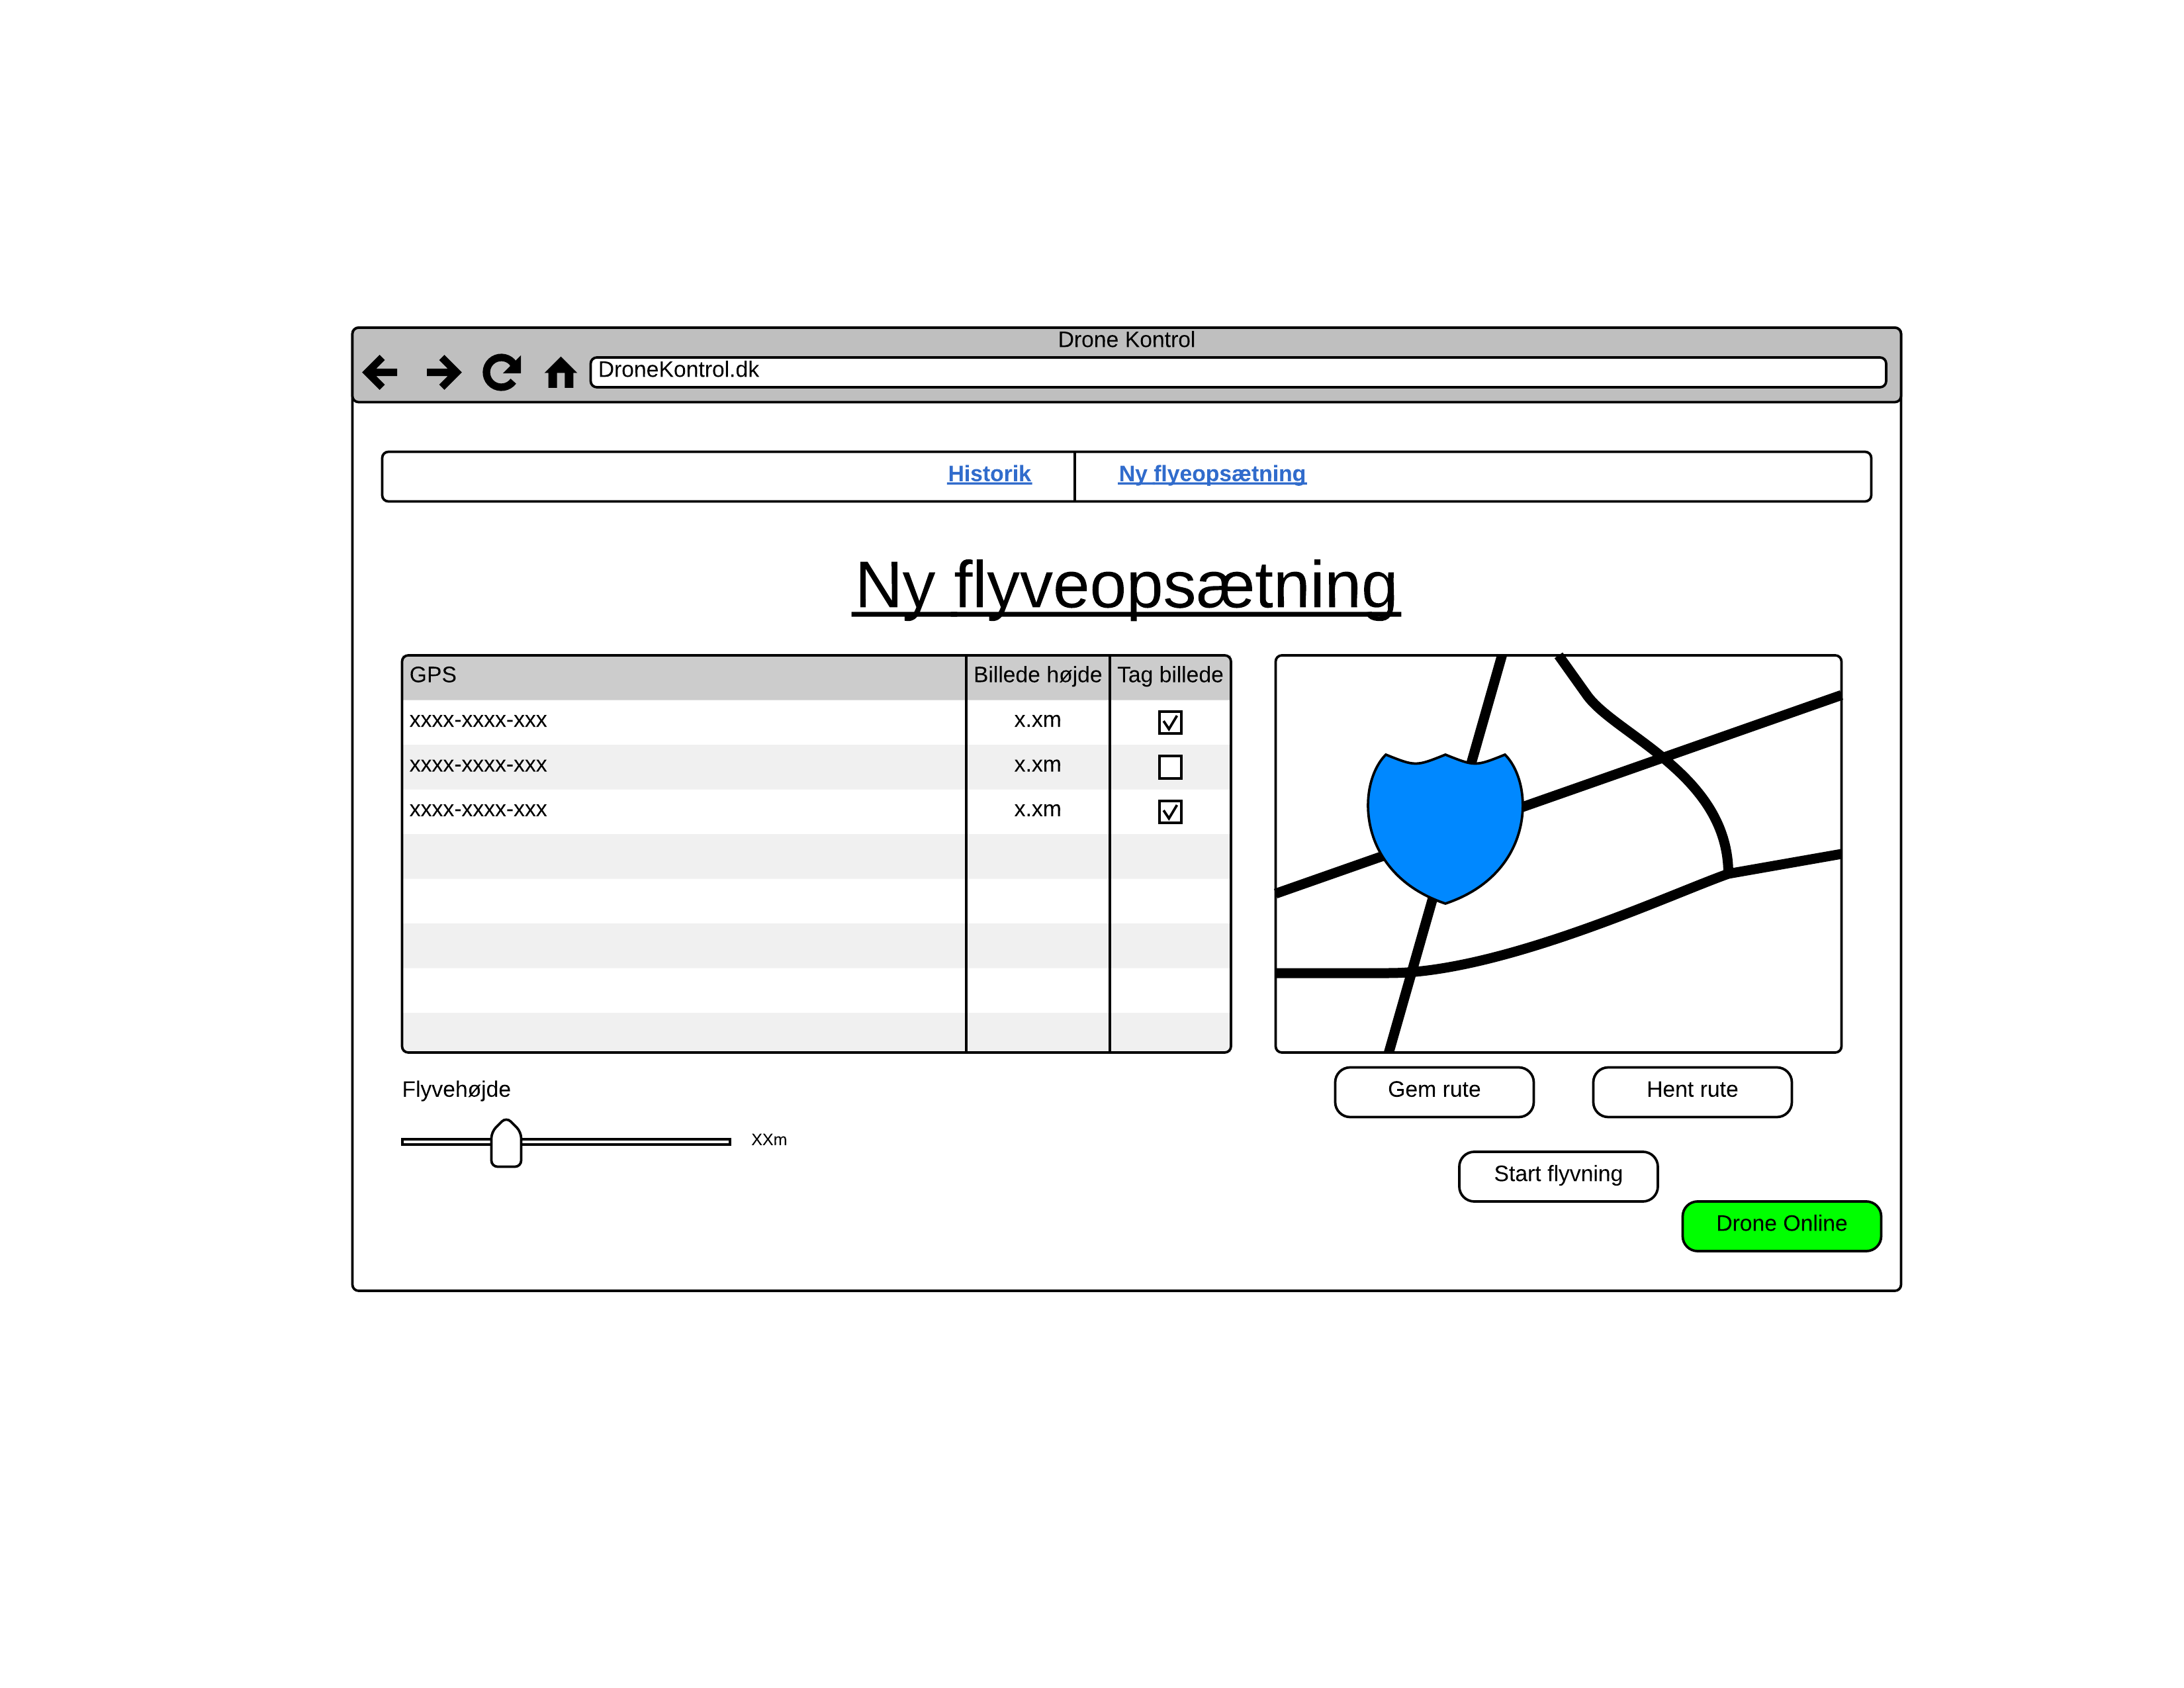 Drone Kontrol
DroneKontrol.dk
Historik Ny flyeopsætning
Ny flyveopsætning
GPS Billede højde Tag billede
xxxx-xxxx-xxx x.xm
xxxx-xxxx-xxx x.xm
xxxx-xxxx-xxx x.xm
Flyvehøjde
XXm
Gem rute Hent rute
Start flyvning
Drone Online